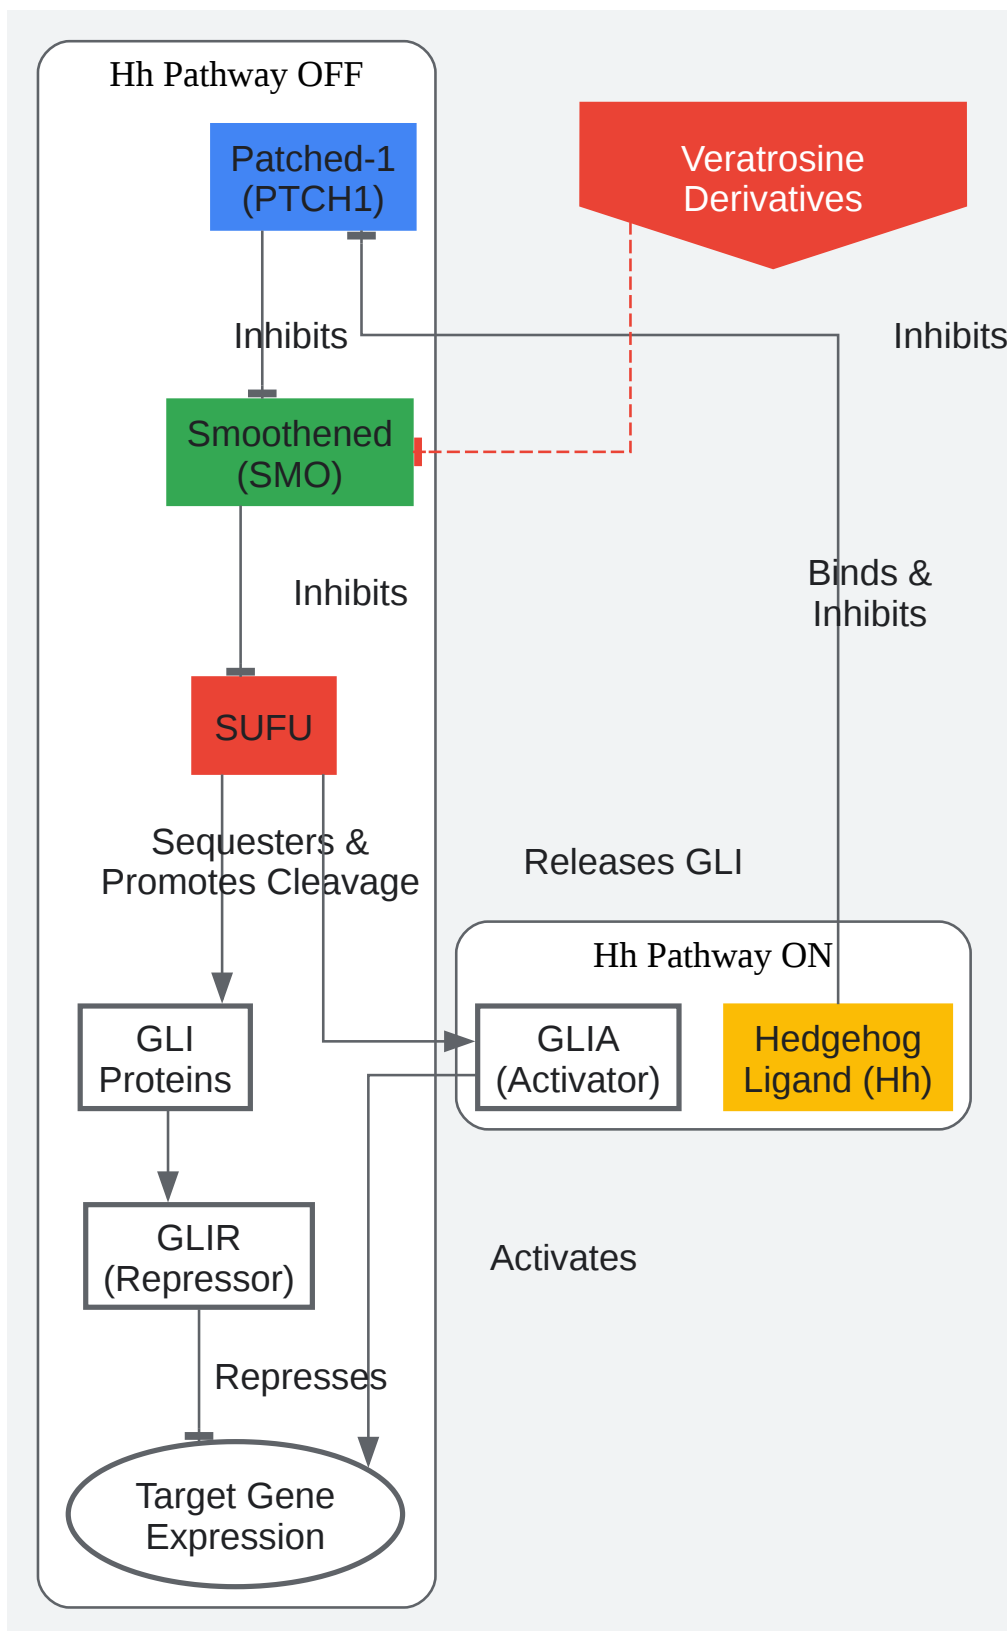 Hh Pathway OFF
Patched-1
(PTCH1)
Veratrosine
Derivatives
Inhibits
Inhibits
Smoothened
(SMO)
Inhibits
Binds &
Inhibits
SUFU
Sequesters &
Promotes Cleavage
Releases GLI
Hh Pathway ON
GLI
Proteins
GLIA
(Activator)
Hedgehog
Ligand (Hh)
GLIR
(Repressor)
Activates
Represses
Target Gene
Expression